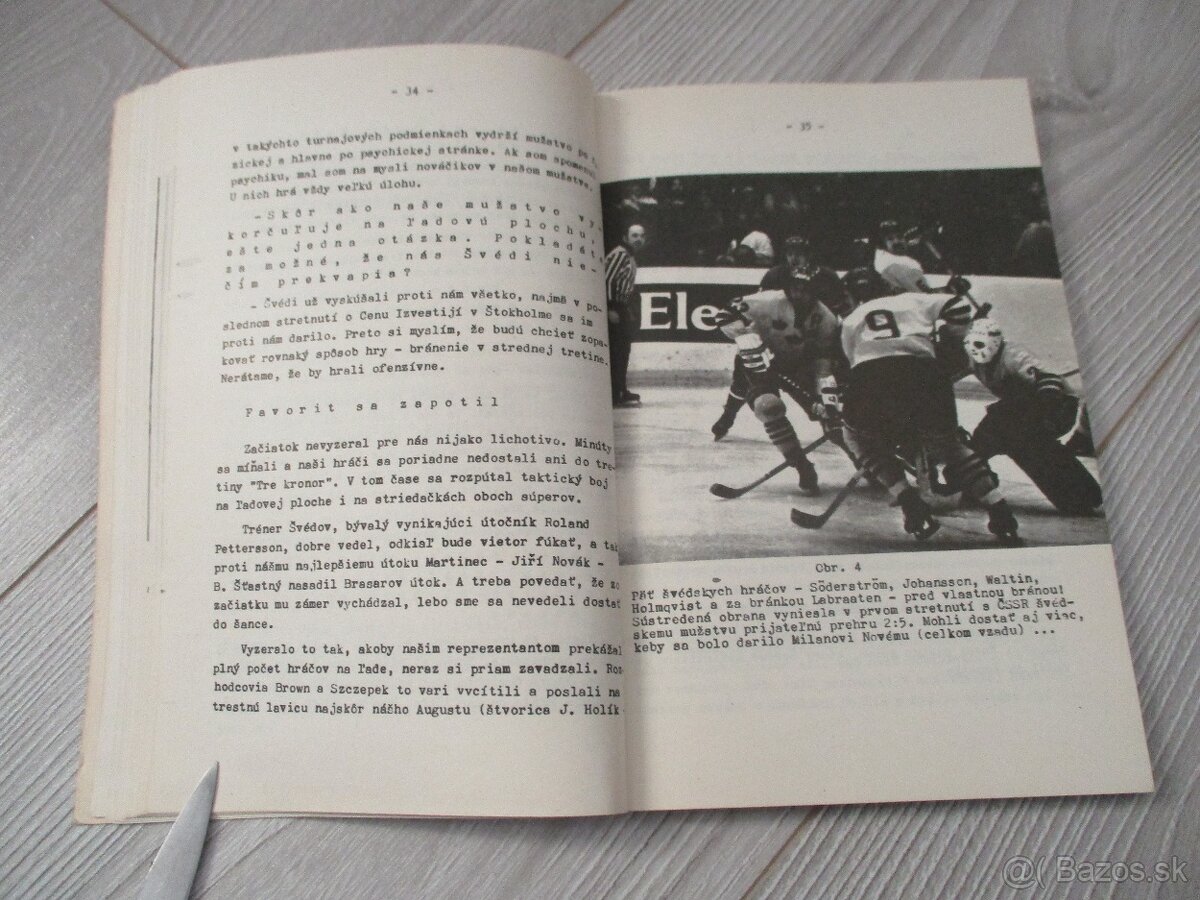 - 34 -
v takýchto turnajových podmienkach vydrží mužstvo po
zickej a hlavne po psychickej stránke. Ak som spomenul
psychiku, mal som na mysli nováčikov v našom mužstve.
U nich hrá vždy veľkú úlohu.
- Skôr ako naše mužstvo vy-
korčuľuje na ľadovú plochu,
ešte jedna otázka. Pokladáte
za možné, že nás Švédi nie-
čím prekvapia?
- Švédi už vyskúšali proti nám všetko, najmä v po-
slednom stretnutí o Cenu Izvestijí v Štokholme sa im
proti nám darilo. Preto si myslím, že budú chcieť zopa-
kovať rovnaký spôsob hry - bránenie v strednej tretine.
Nerátame, že by hrali ofenzívne.
Favorit sa zapotil
Začiatok nevyzeral pre nás nijako lichotivo. Minúty
sa míňali a naši hráči sa poriadne nedostali ani do tre-
tiny "Tre kronor". V tom čase sa rozpútal taktický boj
na ľadovej ploche i na striedačkách oboch súperov.
Tréner Švédov, bývalý vynikajúci útočník Roland
Pettersson, dobre vedel, odkiaľ bude vietor fúkať, a tak
proti nášmu najlepšiemu útoku Martinec - Jiří Novák -
B. Šťastný nasadil Brasarov útok. A treba povedať, že zo
začiatku mu zámer vychádzal, lebo sme sa nevedeli dostať
do šance.
Vyzeralo to tak, akoby našim reprezentantom prekážal
plný počet hráčov na ľade, neraz si priam zavadzali. Roz-
hodcovia Brown a Szczepek to vari vycítili a poslali na
trestnú lavicu najskôr nášho Augustu (štvorica J. Holík
- 35 -
Ele
9
Obr. 4
Päť švédskych hráčov - Söderström, Johansson, Waltin,
Holmqvist a za bránkou Labraaten - pred vlastnou bránou!
Sústredená obrana vyniesla v prvom stretnutí s ČSSR švéd-
skemu mužstvu prijateľnú prehru 2:5. Mohli dostať aj viac,
keby sa bolo darilo Milanovi Novému (celkom vzadu) ...
@( Bazos.sk